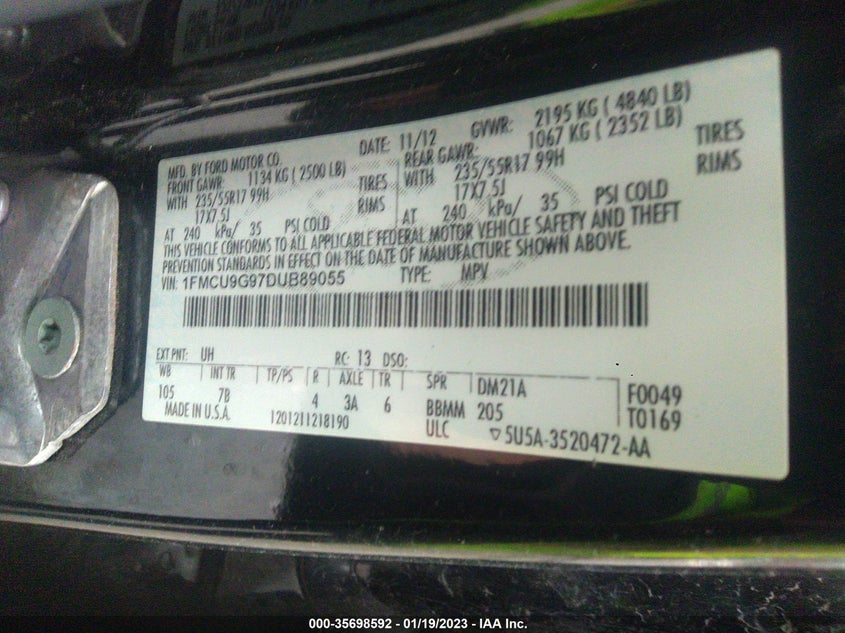 MFD. BY FORD MOTOR CO. DATE: 11/12 GVWR: 2195 KG ( 4840 LB)
FRONT GAWR: 1134 KG ( 2500 LB) REAR GAWR: 1067 KG ( 2352 LB)
WITH 235/55R17 99H TIRES WITH 235/55R17 99H TIRES
17X7.5J RIMS 17X7.5J RIMS
AT 240 kPa/ 35 PSI COLD AT 240 kPa/ 35 PSI COLD
THIS VEHICLE CONFORMS TO ALL APPLICABLE FEDERAL MOTOR VEHICLE SAFETY AND THEFT
PREVENTION STANDARDS IN EFFECT ON THE DATE OF MANUFACTURE SHOWN ABOVE.
VIN: 1FMCU9G97DUB89055 TYPE: MPV
EXT PNT: UH RC: 13 DSO:
WB INT TR TP/PS R AXLE TR SPR DM21A F0049
105 7B 4 3A 6 BBMM 205 T0169
MADE IN U.S.A. 1201211218190 ULC ▽5U5A-3520472-AA
000-35698592 - 01/19/2023 - IAA Inc.